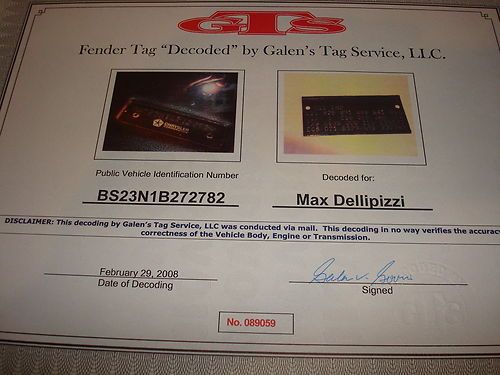 GTS
Fender Tag “Decoded” by Galen’s Tag Service, LLC.
CHRYSLER
Public Vehicle Identification Number
Decoded for:
BS23N1B272782
Max Dellipizzi
DISCLAIMER: This decoding by Galen's Tag Service, LLC was conducted via mail. This decoding in no way verifies the accuracy
correctness of the Vehicle Body, Engine or Transmission.
February 29, 2008
Date of Decoding
Signed
No. 089059